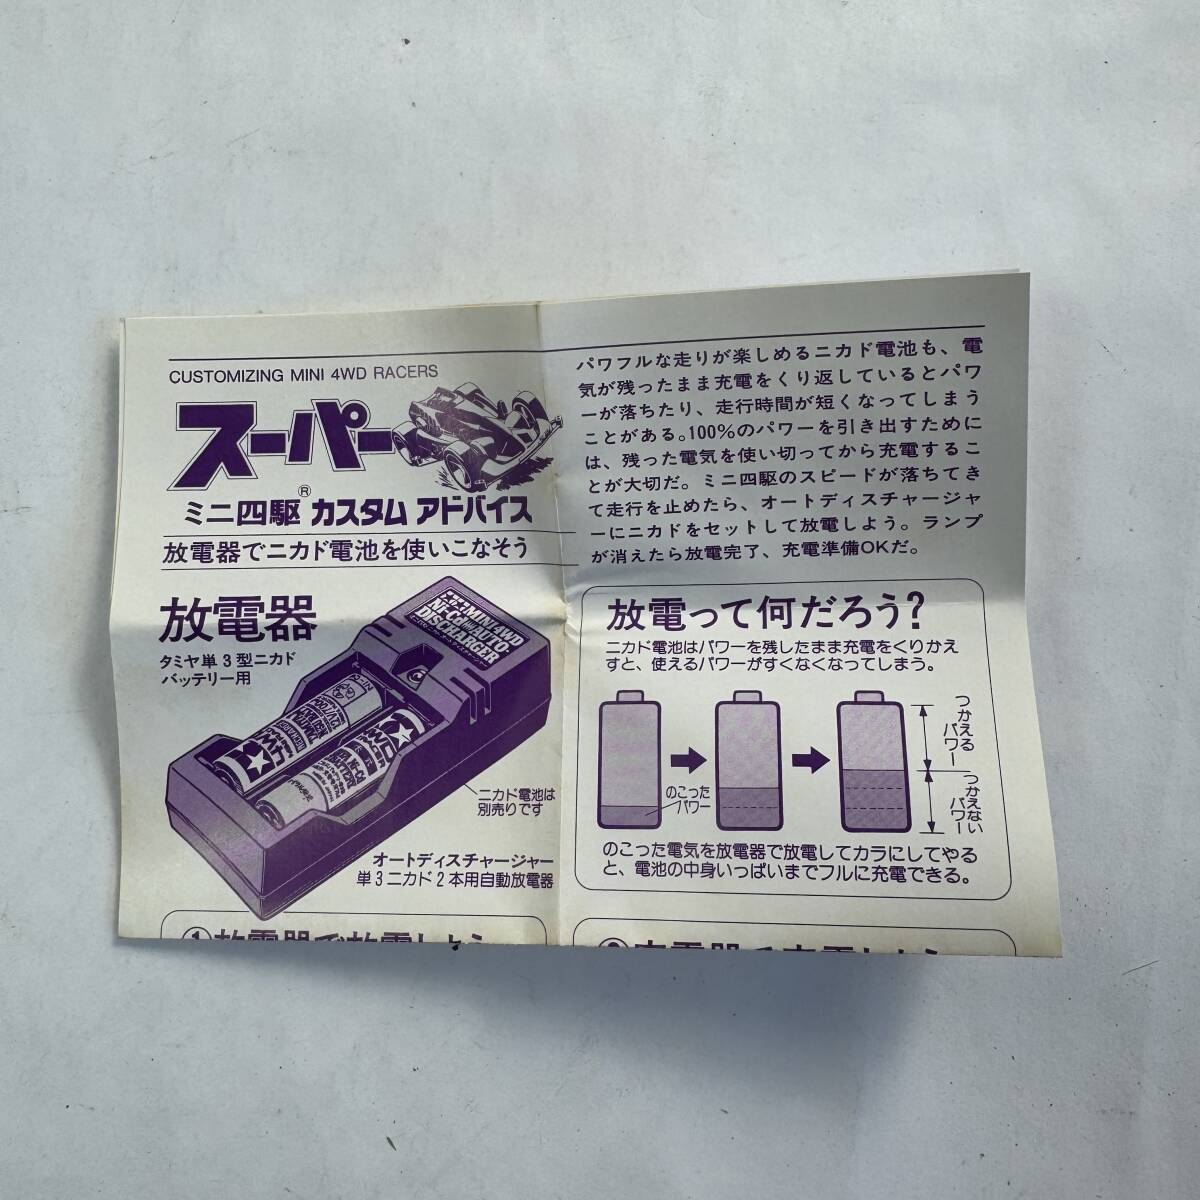 CUSTOMIZING MINI 4WD RACERS
スーパー
ミニ四駆® カスタム アドバイス
放電器でニカド電池を使いこなそう
放電器
タミヤ単3型ニカド
バッテリー用
MINI 4WD
Ni-Cd AUTO-
DISCHARGER
ニカド電池は
別売りです
オートディスチャージャー
単3ニカド2本用自動放電器
パワフルな走りが楽しめるニカド電池も、電
気が残ったまま充電をくり返しているとパワ
ーが落ちたり、走行時間が短くなってしまう
ことがある。100%のパワーを引き出すために
は、残った電気を使い切ってから充電するこ
とが大切だ。ミニ四駆のスピードが落ちてき
て走行を止めたら、オートディスチャージャ
ーにニカドをセットして放電しよう。ランプ
が消えたら放電完了、充電準備OKだ。
放電って何だろう?
ニカド電池はパワーを残したまま充電をくりかえ
すと、使えるパワーがすくなくなってしまう。
のこった
パワー
つかえる
パワー
つかえない
パワー
のこった電気を放電器で放電してカラにしてやる
と、電池の中身いっぱいまでフルに充電できる。
①放電器で放電しよう